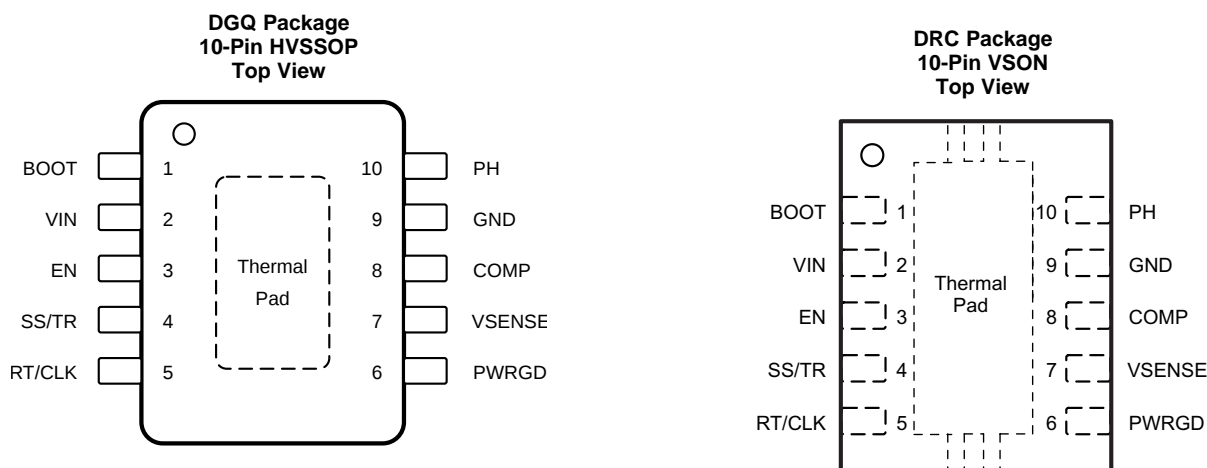 DGQ Package
10-Pin HVSSOP
Top View
BOOT 1 10 PH
VIN 2 9 GND
EN 3 8 COMP
SS/TR 4 7 VSENSE
RT/CLK 5 6 PWRGD
Thermal
Pad
DRC Package
10-Pin VSON
Top View
BOOT 1 10 PH
VIN 2 9 GND
EN 3 8 COMP
SS/TR 4 7 VSENSE
RT/CLK 5 6 PWRGD
Thermal
Pad